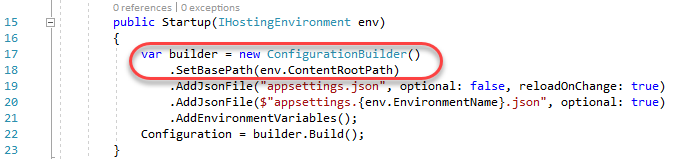 0 references | 0 exceptions
15 public Startup(IHostingEnvironment env)
16 {
17 var builder = new ConfigurationBuilder()
18 .SetBasePath(env.ContentRootPath)
19 .AddJsonFile("appsettings.json", optional: false, reloadOnChange: true)
20 .AddJsonFile($"appsettings.{env.EnvironmentName}.json", optional: true)
21 .AddEnvironmentVariables();
22 Configuration = builder.Build();
23 }